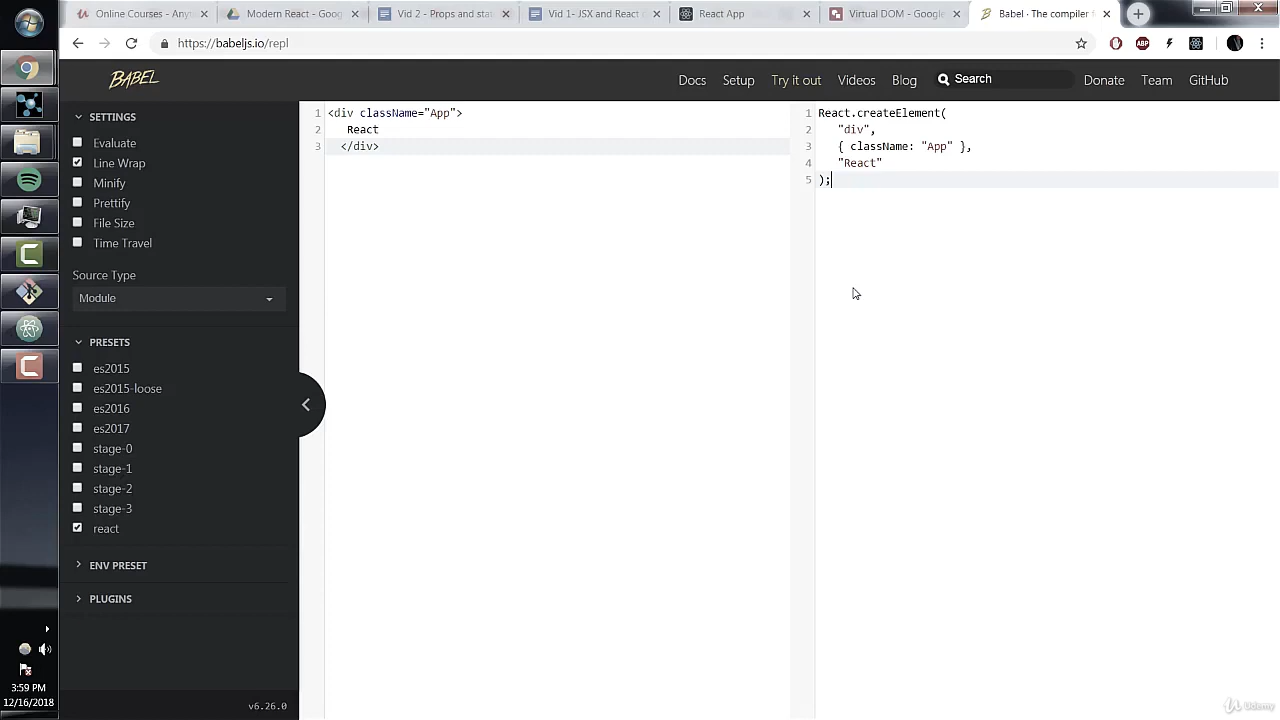 Online Courses - Anyt
Modern React - Goog
Vid 2 - Props and stat
Vid 1- JSX and React
React App
Virtual DOM - Google
Babel · The compiler f
https://babeljs.io/repl
BABEL
Docs
Setup
Try it out
Videos
Blog
Search
Donate
Team
GitHub
SETTINGS
Evaluate
Line Wrap
Minify
Prettify
File Size
Time Travel
Source Type
Module
PRESETS
es2015
es2015-loose
es2016
es2017
stage-0
stage-1
stage-2
stage-3
react
ENV PRESET
PLUGINS
v6.26.0
1 <div className="App">
2 React
3 </div>
1 React.createElement(
2 "div",
3 { className: "App" },
4 "React"
5 );
3:59 PM
12/16/2018
ABP
Udemy